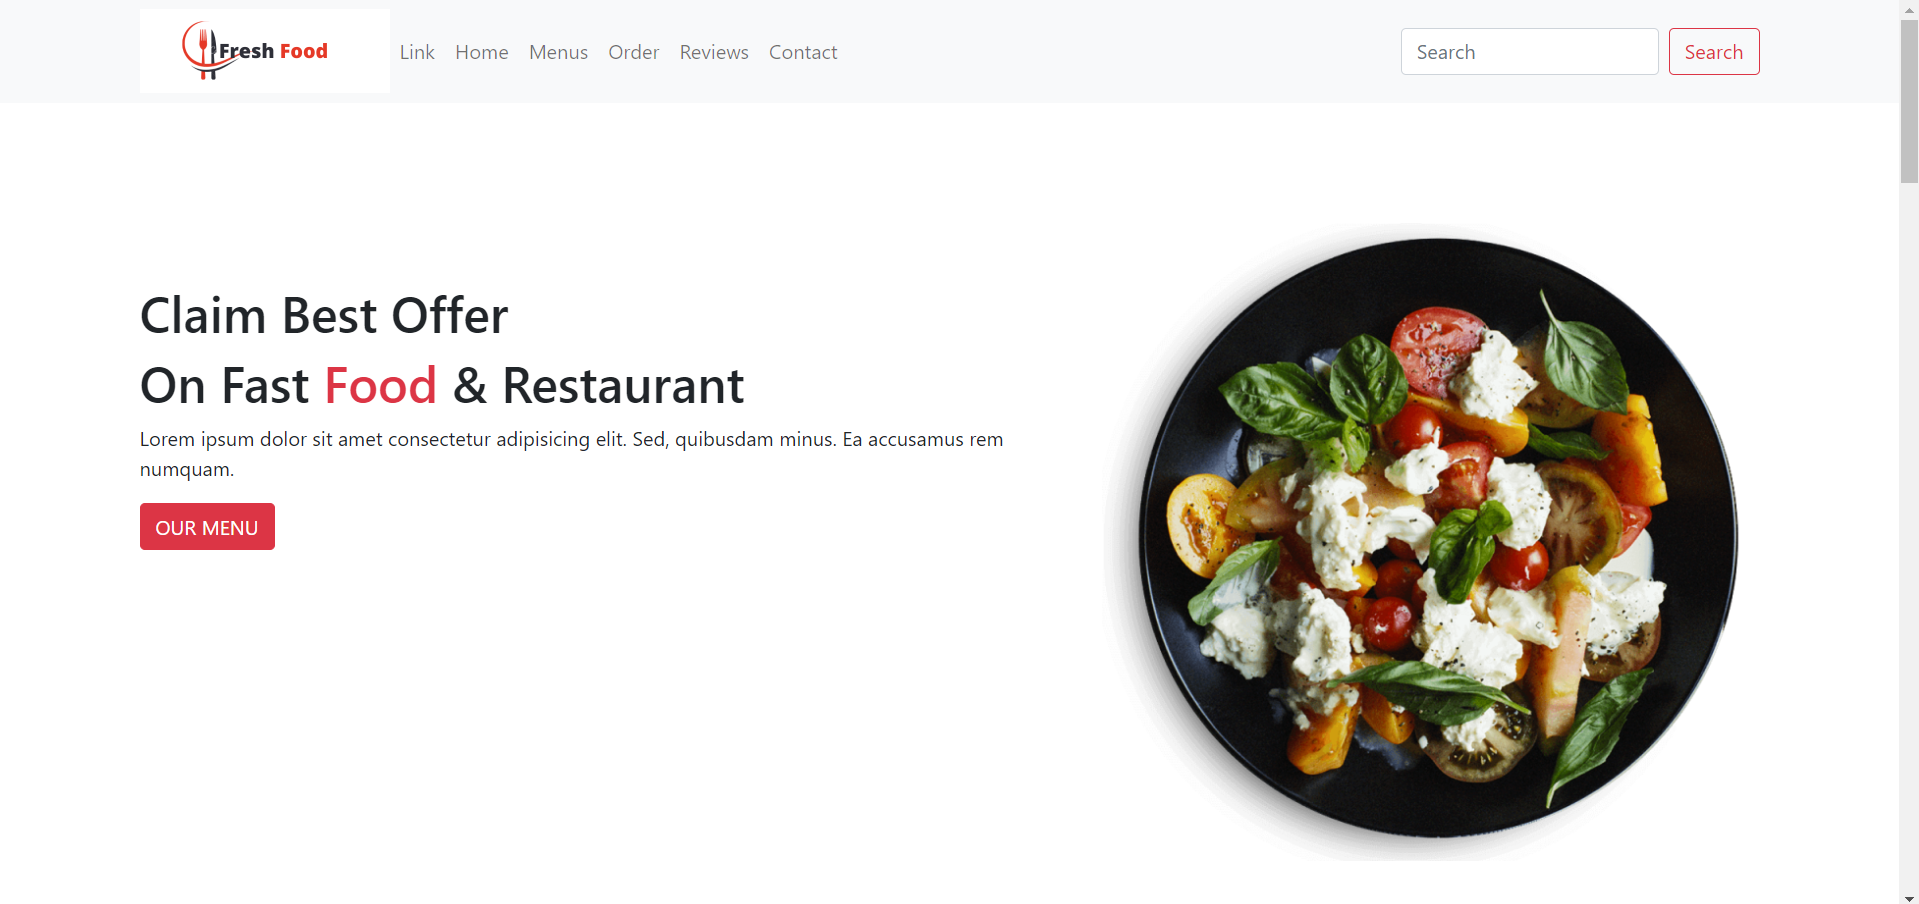 Fresh Food
Link Home Menus Order Reviews Contact
Search
Search
Claim Best Offer
On Fast Food & Restaurant
Lorem ipsum dolor sit amet consectetur adipisicing elit. Sed, quibusdam minus. Ea accusamus rem
numquam.
OUR MENU